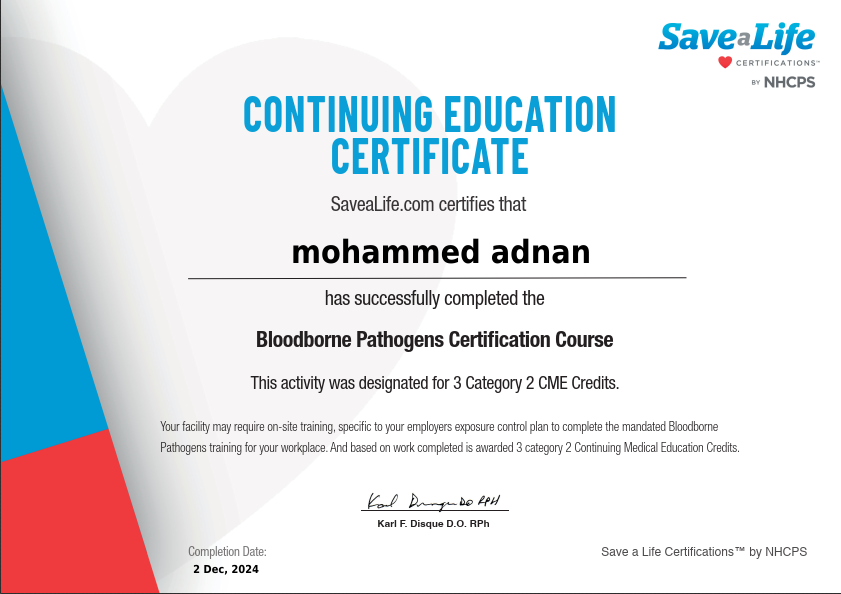 Save a Life
CERTIFICATIONS™
BY NHCPS
CONTINUING EDUCATION
CERTIFICATE
SaveaLife.com certifies that
mohammed adnan
has successfully completed the
Bloodborne Pathogens Certification Course
This activity was designated for 3 Category 2 CME Credits.
Your facility may require on-site training, specific to your employers exposure control plan to complete the mandated Bloodborne
Pathogens training for your workplace. And based on work completed is awarded 3 category 2 Continuing Medical Education Credits.
Karl Disque DO RPH
Karl F. Disque D.O. RPh
Completion Date:
2 Dec, 2024
Save a Life Certifications™ by NHCPS